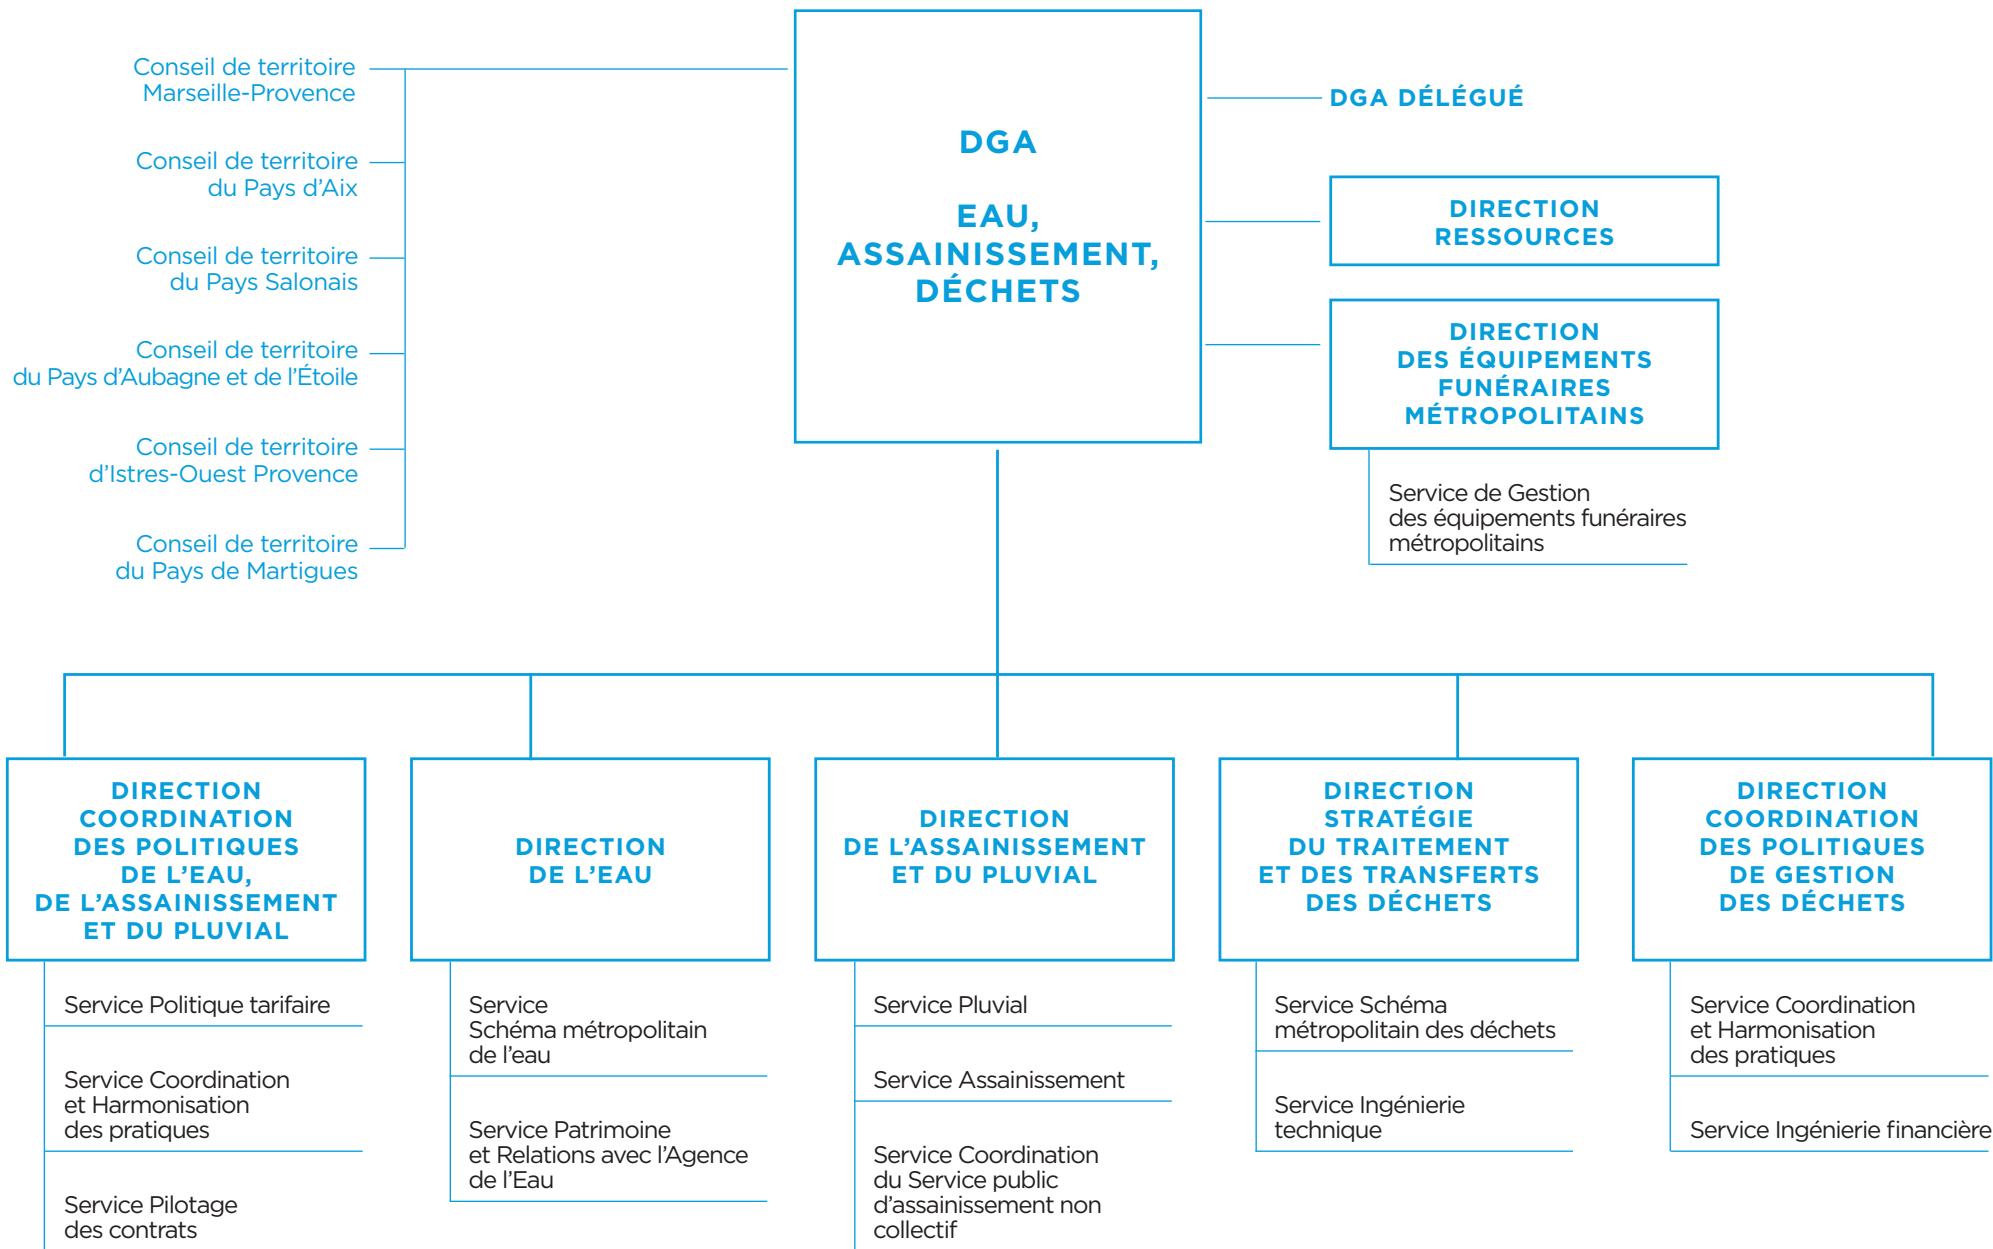 Conseil de territoire
Marseille-Provence
Conseil de territoire
du Pays d’Aix
Conseil de territoire
du Pays Salonais
Conseil de territoire
du Pays d’Aubagne et de l’Étoile
Conseil de territoire
d’Istres-Ouest Provence
Conseil de territoire
du Pays de Martigues
DGA
EAU,
ASSAINISSEMENT,
DÉCHETS
DGA DÉLÉGUÉ
DIRECTION
RESSOURCES
DIRECTION
DES ÉQUIPEMENTS
FUNÉRAIRES
MÉTROPOLITAINS
Service de Gestion
des équipements funéraires
métropolitains
DIRECTION
COORDINATION
DES POLITIQUES
DE L’EAU,
DE L’ASSAINISSEMENT
ET DU PLUVIAL
Service Politique tarifaire
Service Coordination
et Harmonisation
des pratiques
Service Pilotage
des contrats
DIRECTION
DE L’EAU
Service
Schéma métropolitain
de l’eau
Service Patrimoine
et Relations avec l’Agence
de l’Eau
DIRECTION
DE L’ASSAINISSEMENT
ET DU PLUVIAL
Service Pluvial
Service Assainissement
Service Coordination
du Service public
d’assainissement non
collectif
DIRECTION
STRATÉGIE
DU TRAITEMENT
ET DES TRANSFERTS
DES DÉCHETS
Service Schéma
métropolitain des déchets
Service Ingénierie
technique
DIRECTION
COORDINATION
DES POLITIQUES
DE GESTION
DES DÉCHETS
Service Coordination
et Harmonisation
des pratiques
Service Ingénierie financière